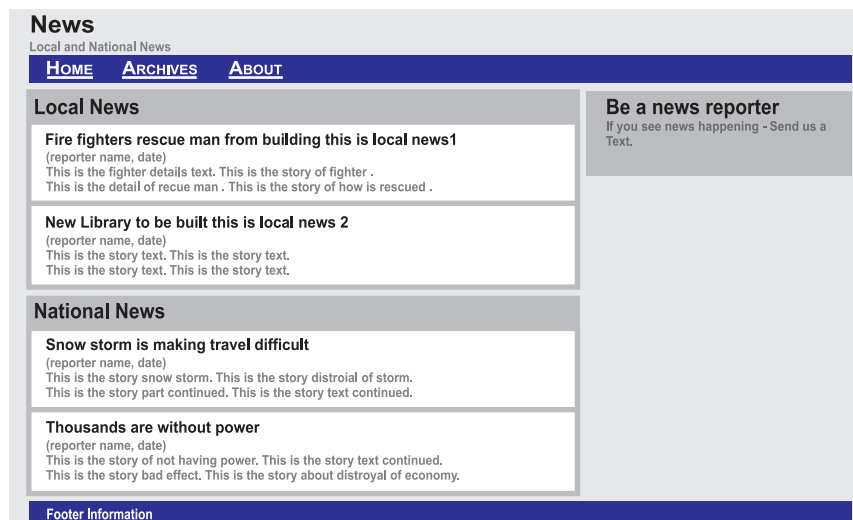 News
Local and National News
HOME ARCHIVES ABOUT
Local News
Fire fighters rescue man from building this is local news1
(reporter name, date)
This is the fighter details text. This is the story of fighter .
This is the detail of recue man . This is the story of how is rescued .
New Library to be built this is local news 2
(reporter name, date)
This is the story text. This is the story text.
This is the story text. This is the story text.
National News
Snow storm is making travel difficult
(reporter name, date)
This is the story snow storm. This is the story distroial of storm.
This is the story part continued. This is the story text continued.
Thousands are without power
(reporter name, date)
This is the story of not having power. This is the story text continued.
This is the story bad effect. This is the story about distroyal of economy.
Be a news reporter
If you see news happening - Send us a
Text.
Footer Information